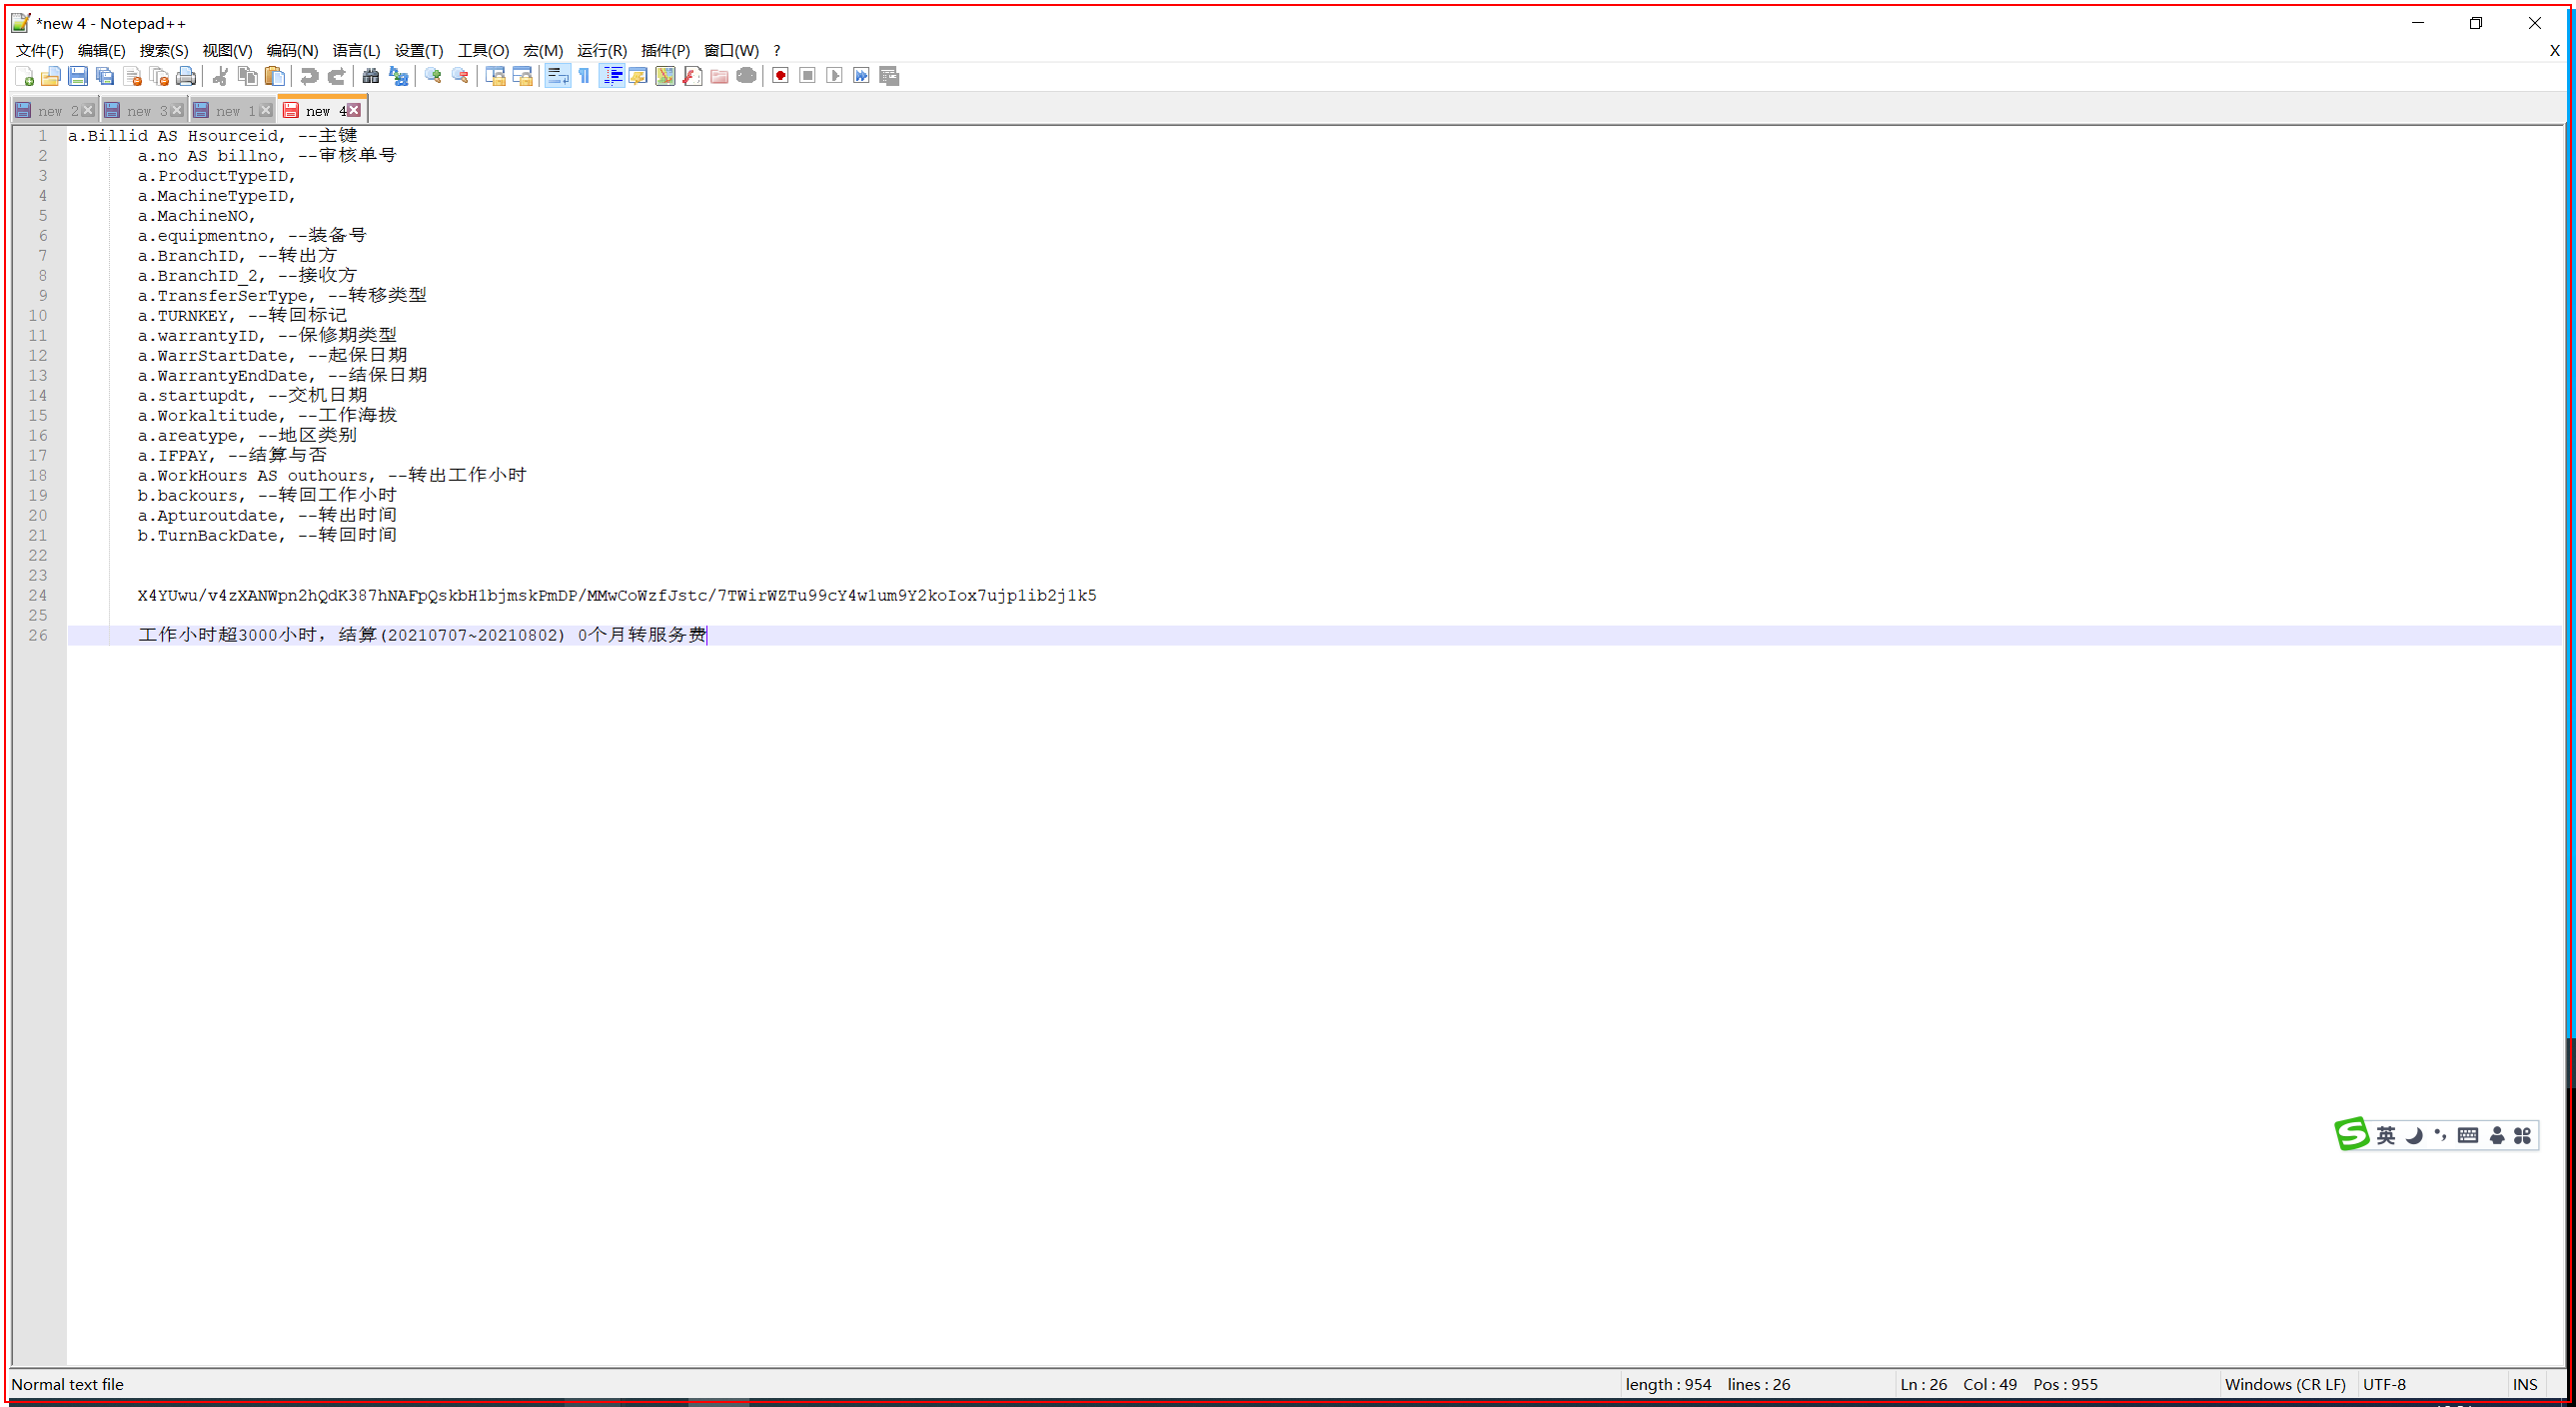 *new 4 - Notepad++
文件(F) 编辑(E) 搜索(S) 视图(V) 编码(N) 语言(L) 设置(T) 工具(O) 宏(M) 运行(R) 插件(P) 窗口(W) ? X
new 2 new 3 new 1 new 4
1 a.Billid AS Hsourceid, --主键
2 a.no AS billno, --审核单号
3 a.ProductTypeID,
4 a.MachineTypeID,
5 a.MachineNO,
6 a.equipmentno, --装备号
7 a.BranchID, --转出方
8 a.BranchID_2, --接收方
9 a.TransferSerType, --转移类型
10 a.TURNKEY, --转回标记
11 a.warrantyID, --保修期类型
12 a.WarrStartDate, --起保日期
13 a.WarrantyEndDate, --结保日期
14 a.startupdt, --交机日期
15 a.Workaltitude, --工作海拔
16 a.areatype, --地区类别
17 a.IFPAY, --结算与否
18 a.WorkHours AS outhours, --转出工作小时
19 b.backours, --转回工作小时
20 a.Apturoutdate, --转出时间
21 b.TurnBackDate, --转回时间
22
23
24 X4YUwu/v4zXANWpn2hQdK387hNAFpQskbH1bjmskPmDP/MMwCoWzfJstc/7TWirWZTu99cY4w1um9Y2koIox7ujp1ib2j1k5
25
26 工作小时超3000小时，结算(20210707~20210802) 0个月转服务费
英
Normal text file length : 954 lines : 26 Ln : 26 Col : 49 Pos : 955 Windows (CR LF) UTF-8 INS